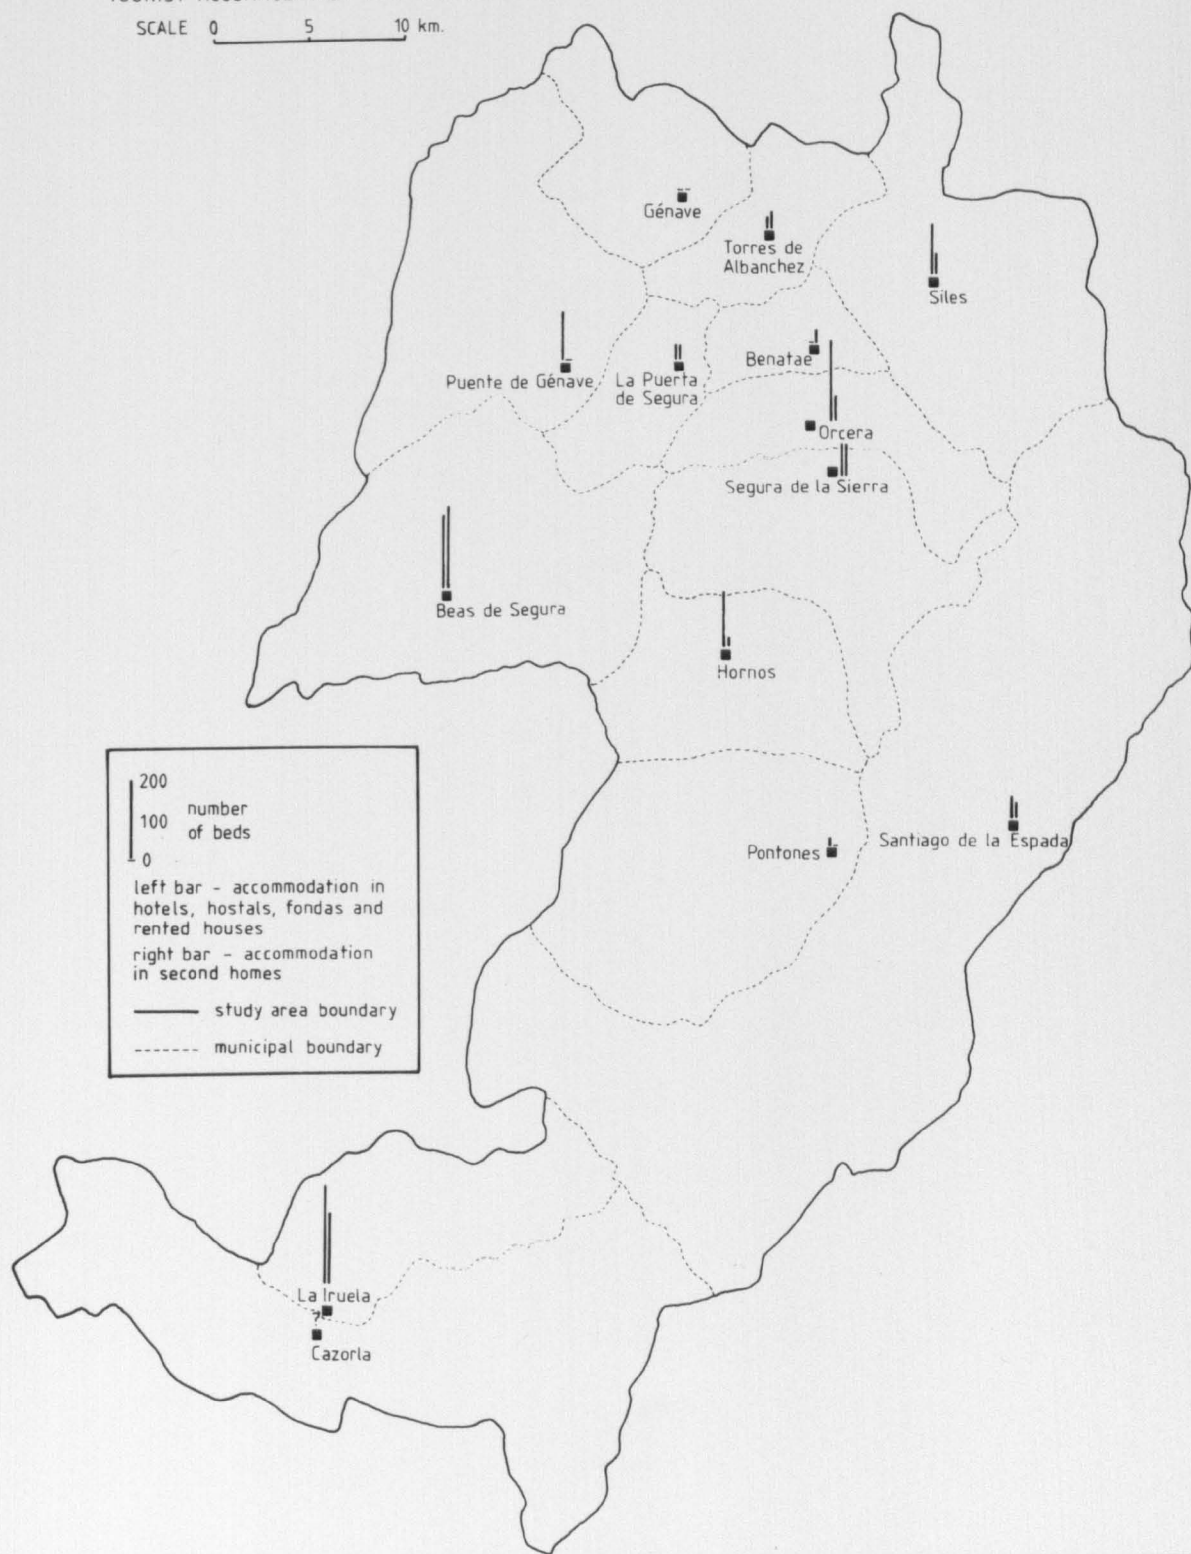 SCALE 0 5 10 km.
Génave
Torres de
Albanchez
Siles
Puente de Génave
La Puerta
de Segura
Benatae
Orcera
Segura de la Sierra
Beas de Segura
Hornos
Pontones
Santiago de la Espada
200
number
100
of beds
0
left bar - accommodation in
hotels, hostals, fondas and
rented houses
right bar - accommodation
in second homes
study area boundary
municipal boundary
La Iruela
?
Cazorla